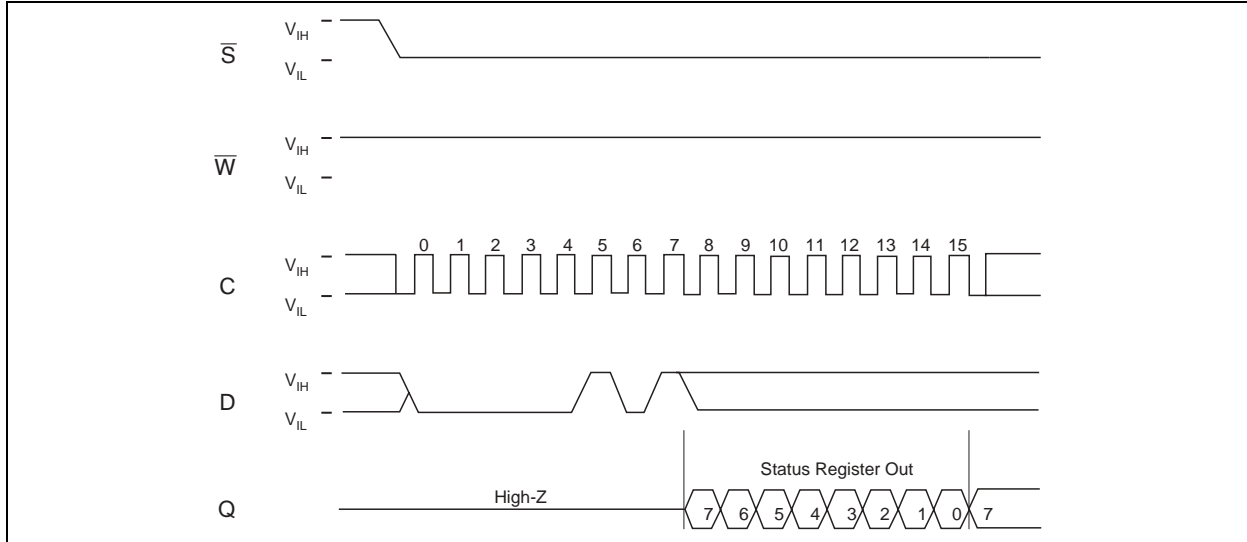 S̅
V_IH
V_IL
W̅
V_IH
V_IL
0 1 2 3 4 5 6 7 8 9 10 11 12 13 14 15
C
V_IH
V_IL
D
V_IH
V_IL
Status Register Out
Q
High-Z
7 6 5 4 3 2 1 0 7